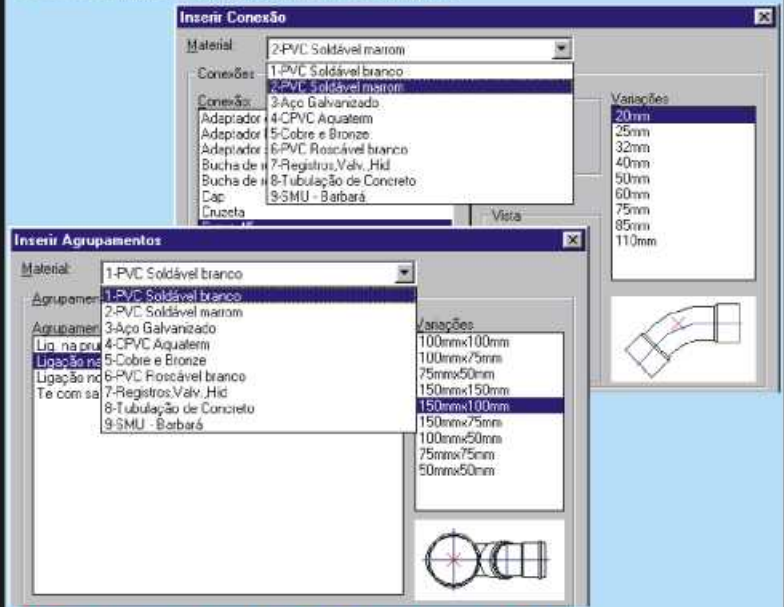 Inserir Conexão
Material:
2-PVC Soldável marrom
1-PVC Soldável branco
2-PVC Soldável marrom
3-Aço Galvanizado
4-CPVC Aquaterm
5-Cobre e Bronze
6-PVC Roscável branco
7-Registros,Valv.,Hid
8-Tubulação de Concreto
9-SMU - Barbará
Conexões
Conexão:
Adaptador
Adaptador
Adaptador
Bucha de
Bucha de
Cap
Cruzeta
Vista
Variações
20mm
25mm
32mm
40mm
50mm
60mm
75mm
85mm
110mm
Inserir Agrupamentos
Material:
1-PVC Soldável branco
1-PVC Soldável branco
2-PVC Soldável marrom
3-Aço Galvanizado
4-CPVC Aquaterm
5-Cobre e Bronze
6-PVC Roscável branco
7-Registros,Valv.,Hid
8-Tubulação de Concreto
9-SMU - Barbará
Agrupamen
Agrupamen
Lig. na pru
Ligação na
Ligação no
Te com sa
Variações
100mmx100mm
100mmx75mm
75mmx50mm
150mmx150mm
150mmx100mm
150mmx75mm
100mmx50mm
75mmx75mm
50mmx50mm